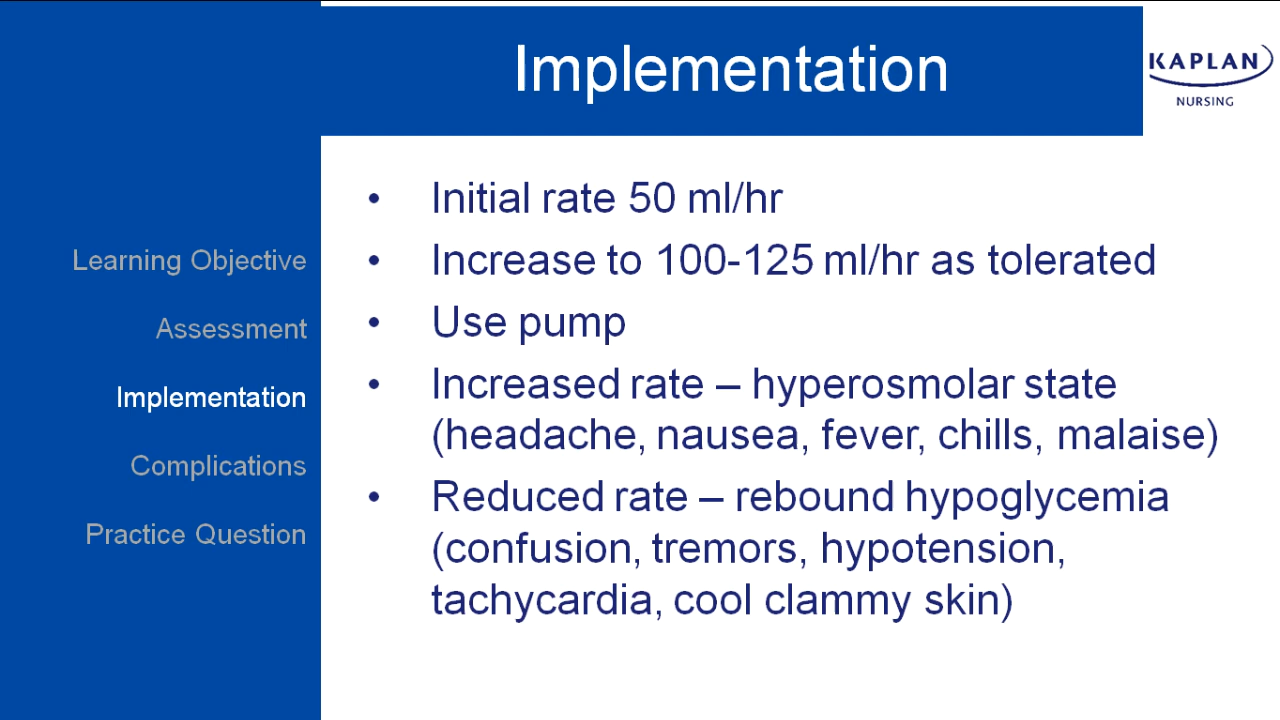 Implementation
KAPLAN
NURSING
Learning Objective
Assessment
Implementation
Complications
Practice Question
• Initial rate 50 ml/hr
• Increase to 100-125 ml/hr as tolerated
• Use pump
• Increased rate – hyperosmolar state
(headache, nausea, fever, chills, malaise)
• Reduced rate – rebound hypoglycemia
(confusion, tremors, hypotension,
tachycardia, cool clammy skin)